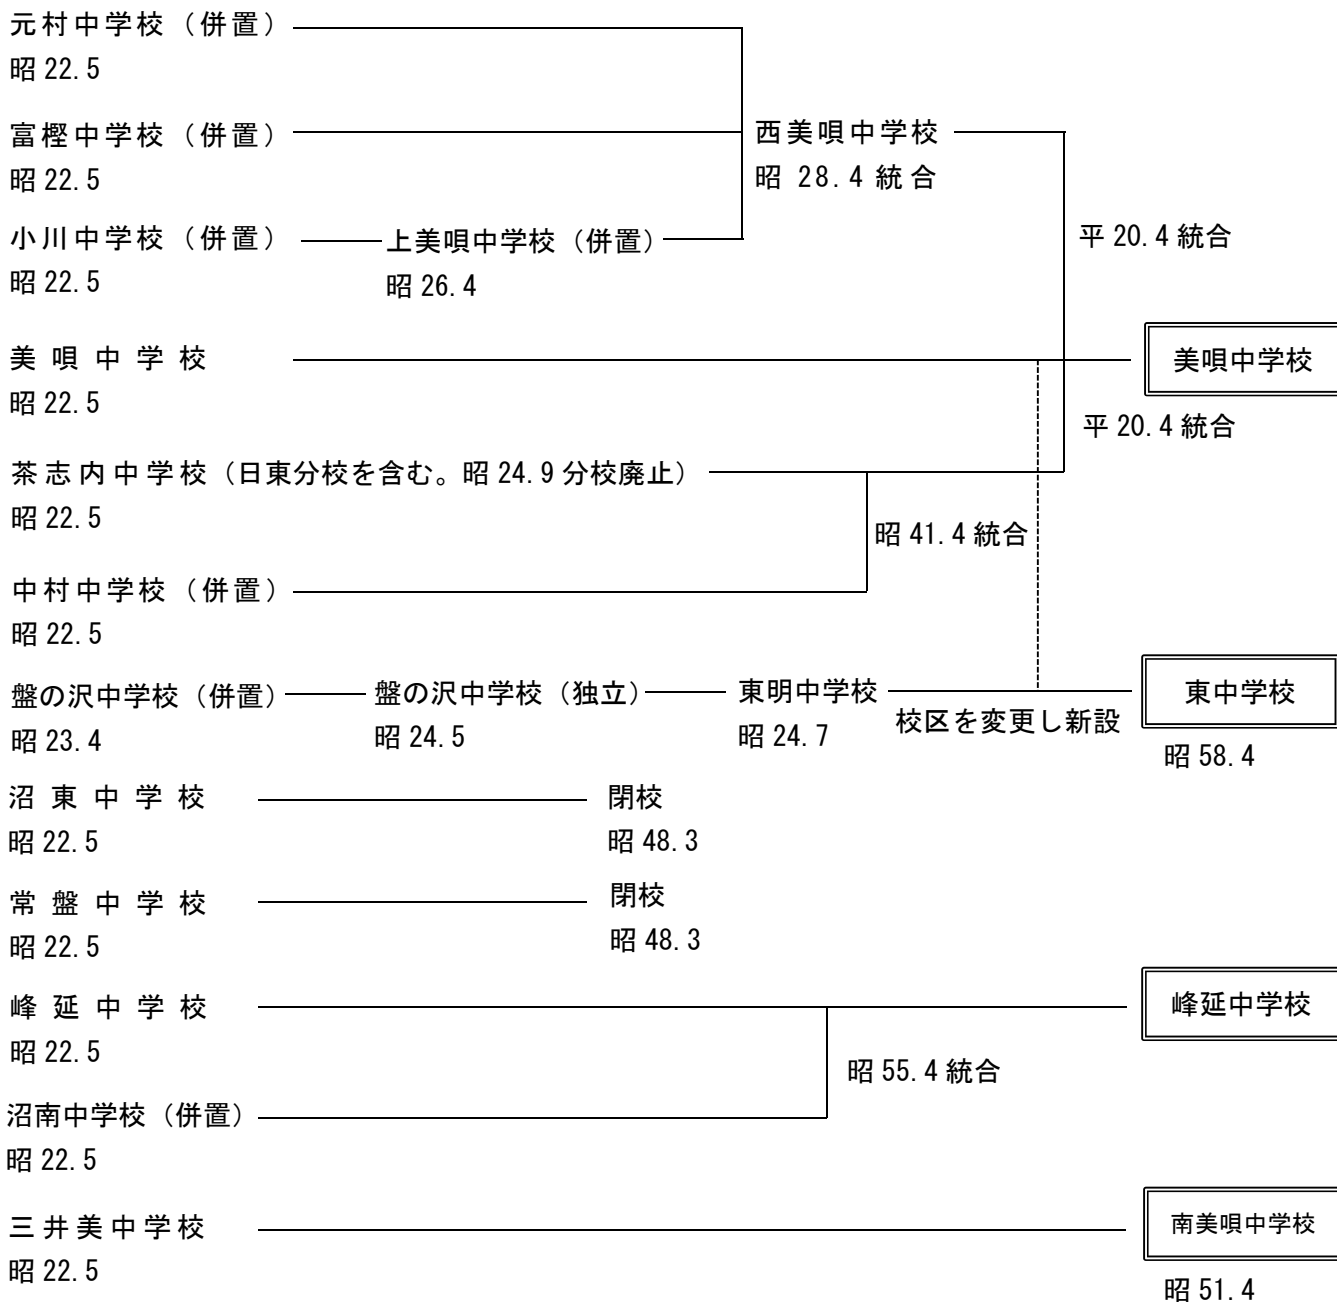 元村中学校（併置）
昭 22.5
富樫中学校（併置）
昭 22.5
西美唄中学校
昭 28.4 統合
小川中学校（併置）
昭 22.5
上美唄中学校（併置）
昭 26.4
平 20.4 統合
美唄中学校
昭 22.5
美唄中学校
平 20.4 統合
茶志内中学校（日東分校を含む。昭 24.9 分校廃止）
昭 22.5
昭 41.4 統合
中村中学校（併置）
昭 22.5
盤の沢中学校（併置）
昭 23.4
盤の沢中学校（独立）
昭 24.5
東明中学校
昭 24.7
校区を変更し新設
東中学校
昭 58.4
沼東中学校
昭 22.5
閉校
昭 48.3
常盤中学校
昭 22.5
閉校
昭 48.3
峰延中学校
昭 22.5
峰延中学校
昭 55.4 統合
沼南中学校（併置）
昭 22.5
三井美中学校
昭 22.5
南美唄中学校
昭 51.4